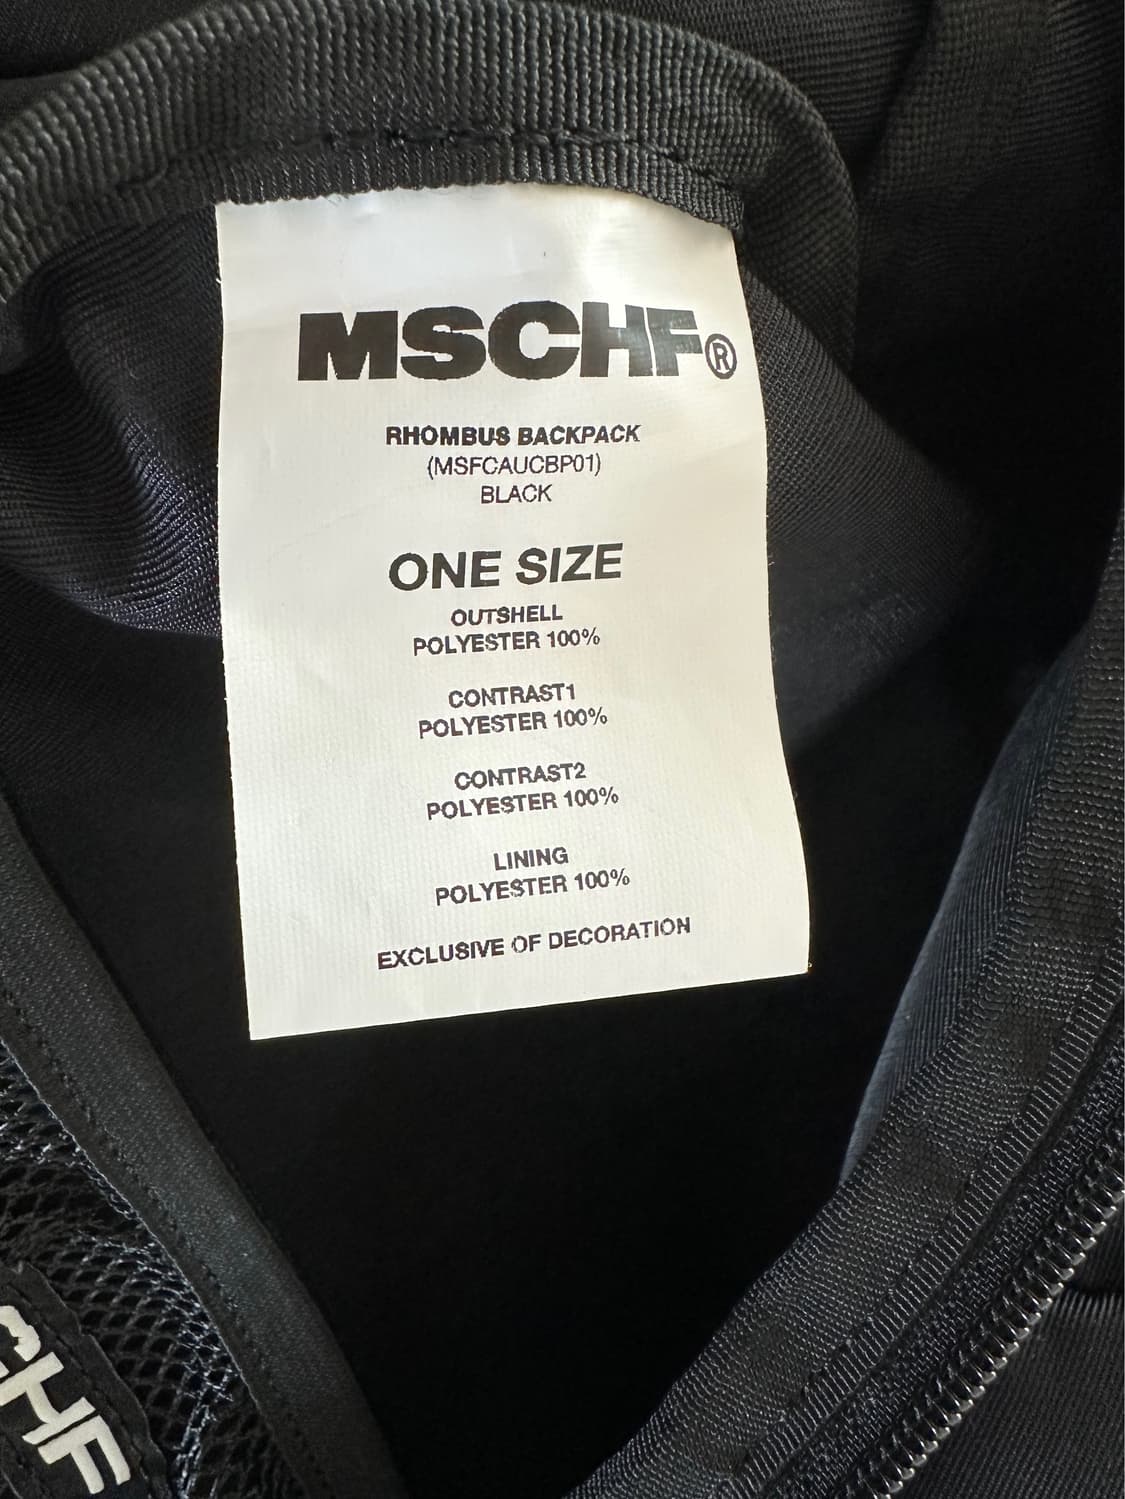 MSCHF®
RHOMBUS BACKPACK
(MSFCAUCBP01)
BLACK
ONE SIZE
OUTSHELL
POLYESTER 100%
CONTRAST1
POLYESTER 100%
CONTRAST2
POLYESTER 100%
LINING
POLYESTER 100%
EXCLUSIVE OF DECORATION
CHF